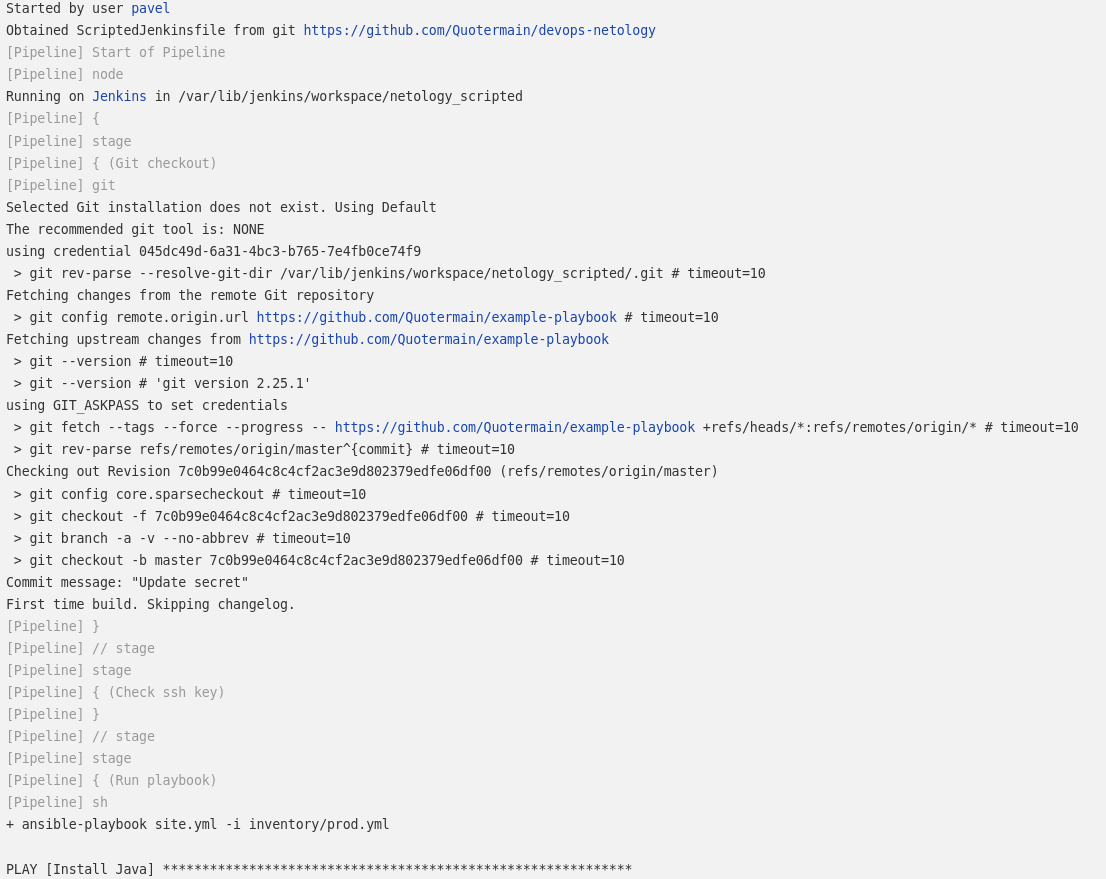 Started by user pavel
Obtained ScriptedJenkinsfile from git https://github.com/Quotermain/devops-netology
[Pipeline] Start of Pipeline
[Pipeline] node
Running on Jenkins in /var/lib/jenkins/workspace/netology_scripted
[Pipeline] {
[Pipeline] stage
[Pipeline] { (Git checkout)
[Pipeline] git
Selected Git installation does not exist. Using Default
The recommended git tool is: NONE
using credential 045dc49d-6a31-4bc3-b765-7e4fb0ce74f9
 > git rev-parse --resolve-git-dir /var/lib/jenkins/workspace/netology_scripted/.git # timeout=10
Fetching changes from the remote Git repository
 > git config remote.origin.url https://github.com/Quotermain/example-playbook # timeout=10
Fetching upstream changes from https://github.com/Quotermain/example-playbook
 > git --version # timeout=10
 > git --version # 'git version 2.25.1'
using GIT_ASKPASS to set credentials
 > git fetch --tags --force --progress -- https://github.com/Quotermain/example-playbook +refs/heads/*:refs/remotes/origin/* # timeout=10
 > git rev-parse refs/remotes/origin/master^{commit} # timeout=10
Checking out Revision 7c0b99e0464c8c4cf2ac3e9d802379edfe06df00 (refs/remotes/origin/master)
 > git config core.sparsecheckout # timeout=10
 > git checkout -f 7c0b99e0464c8c4cf2ac3e9d802379edfe06df00 # timeout=10
 > git branch -a -v --no-abbrev # timeout=10
 > git checkout -b master 7c0b99e0464c8c4cf2ac3e9d802379edfe06df00 # timeout=10
Commit message: "Update secret"
First time build. Skipping changelog.
[Pipeline] }
[Pipeline] // stage
[Pipeline] stage
[Pipeline] { (Check ssh key)
[Pipeline] }
[Pipeline] // stage
[Pipeline] stage
[Pipeline] { (Run playbook)
[Pipeline] sh
+ ansible-playbook site.yml -i inventory/prod.yml
PLAY [Install Java] ************************************************************